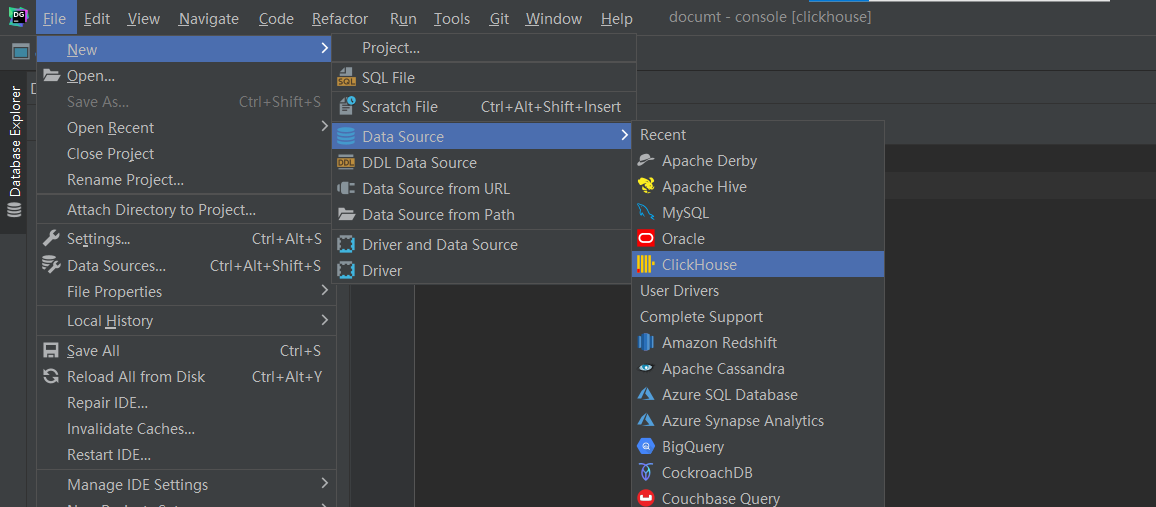 DG
File Edit View Navigate Code Refactor Run Tools Git Window Help documt - console [clickhouse]
Database Explorer
D
New
Open...
Save As... Ctrl+Shift+S
Open Recent
Close Project
Rename Project...
Attach Directory to Project...
Settings... Ctrl+Alt+S
Data Sources... Ctrl+Alt+Shift+S
File Properties
Local History
Save All Ctrl+S
Reload All from Disk Ctrl+Alt+Y
Repair IDE...
Invalidate Caches...
Restart IDE...
Manage IDE Settings
Project...
SQL File
Scratch File Ctrl+Alt+Shift+Insert
Data Source
DDL Data Source
Data Source from URL
Data Source from Path
Driver and Data Source
Driver
Recent
Apache Derby
Apache Hive
MySQL
Oracle
ClickHouse
User Drivers
Complete Support
Amazon Redshift
Apache Cassandra
Azure SQL Database
Azure Synapse Analytics
BigQuery
CockroachDB
Couchbase Query